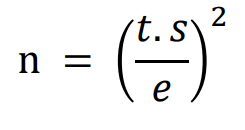 n = (t.s/e)²